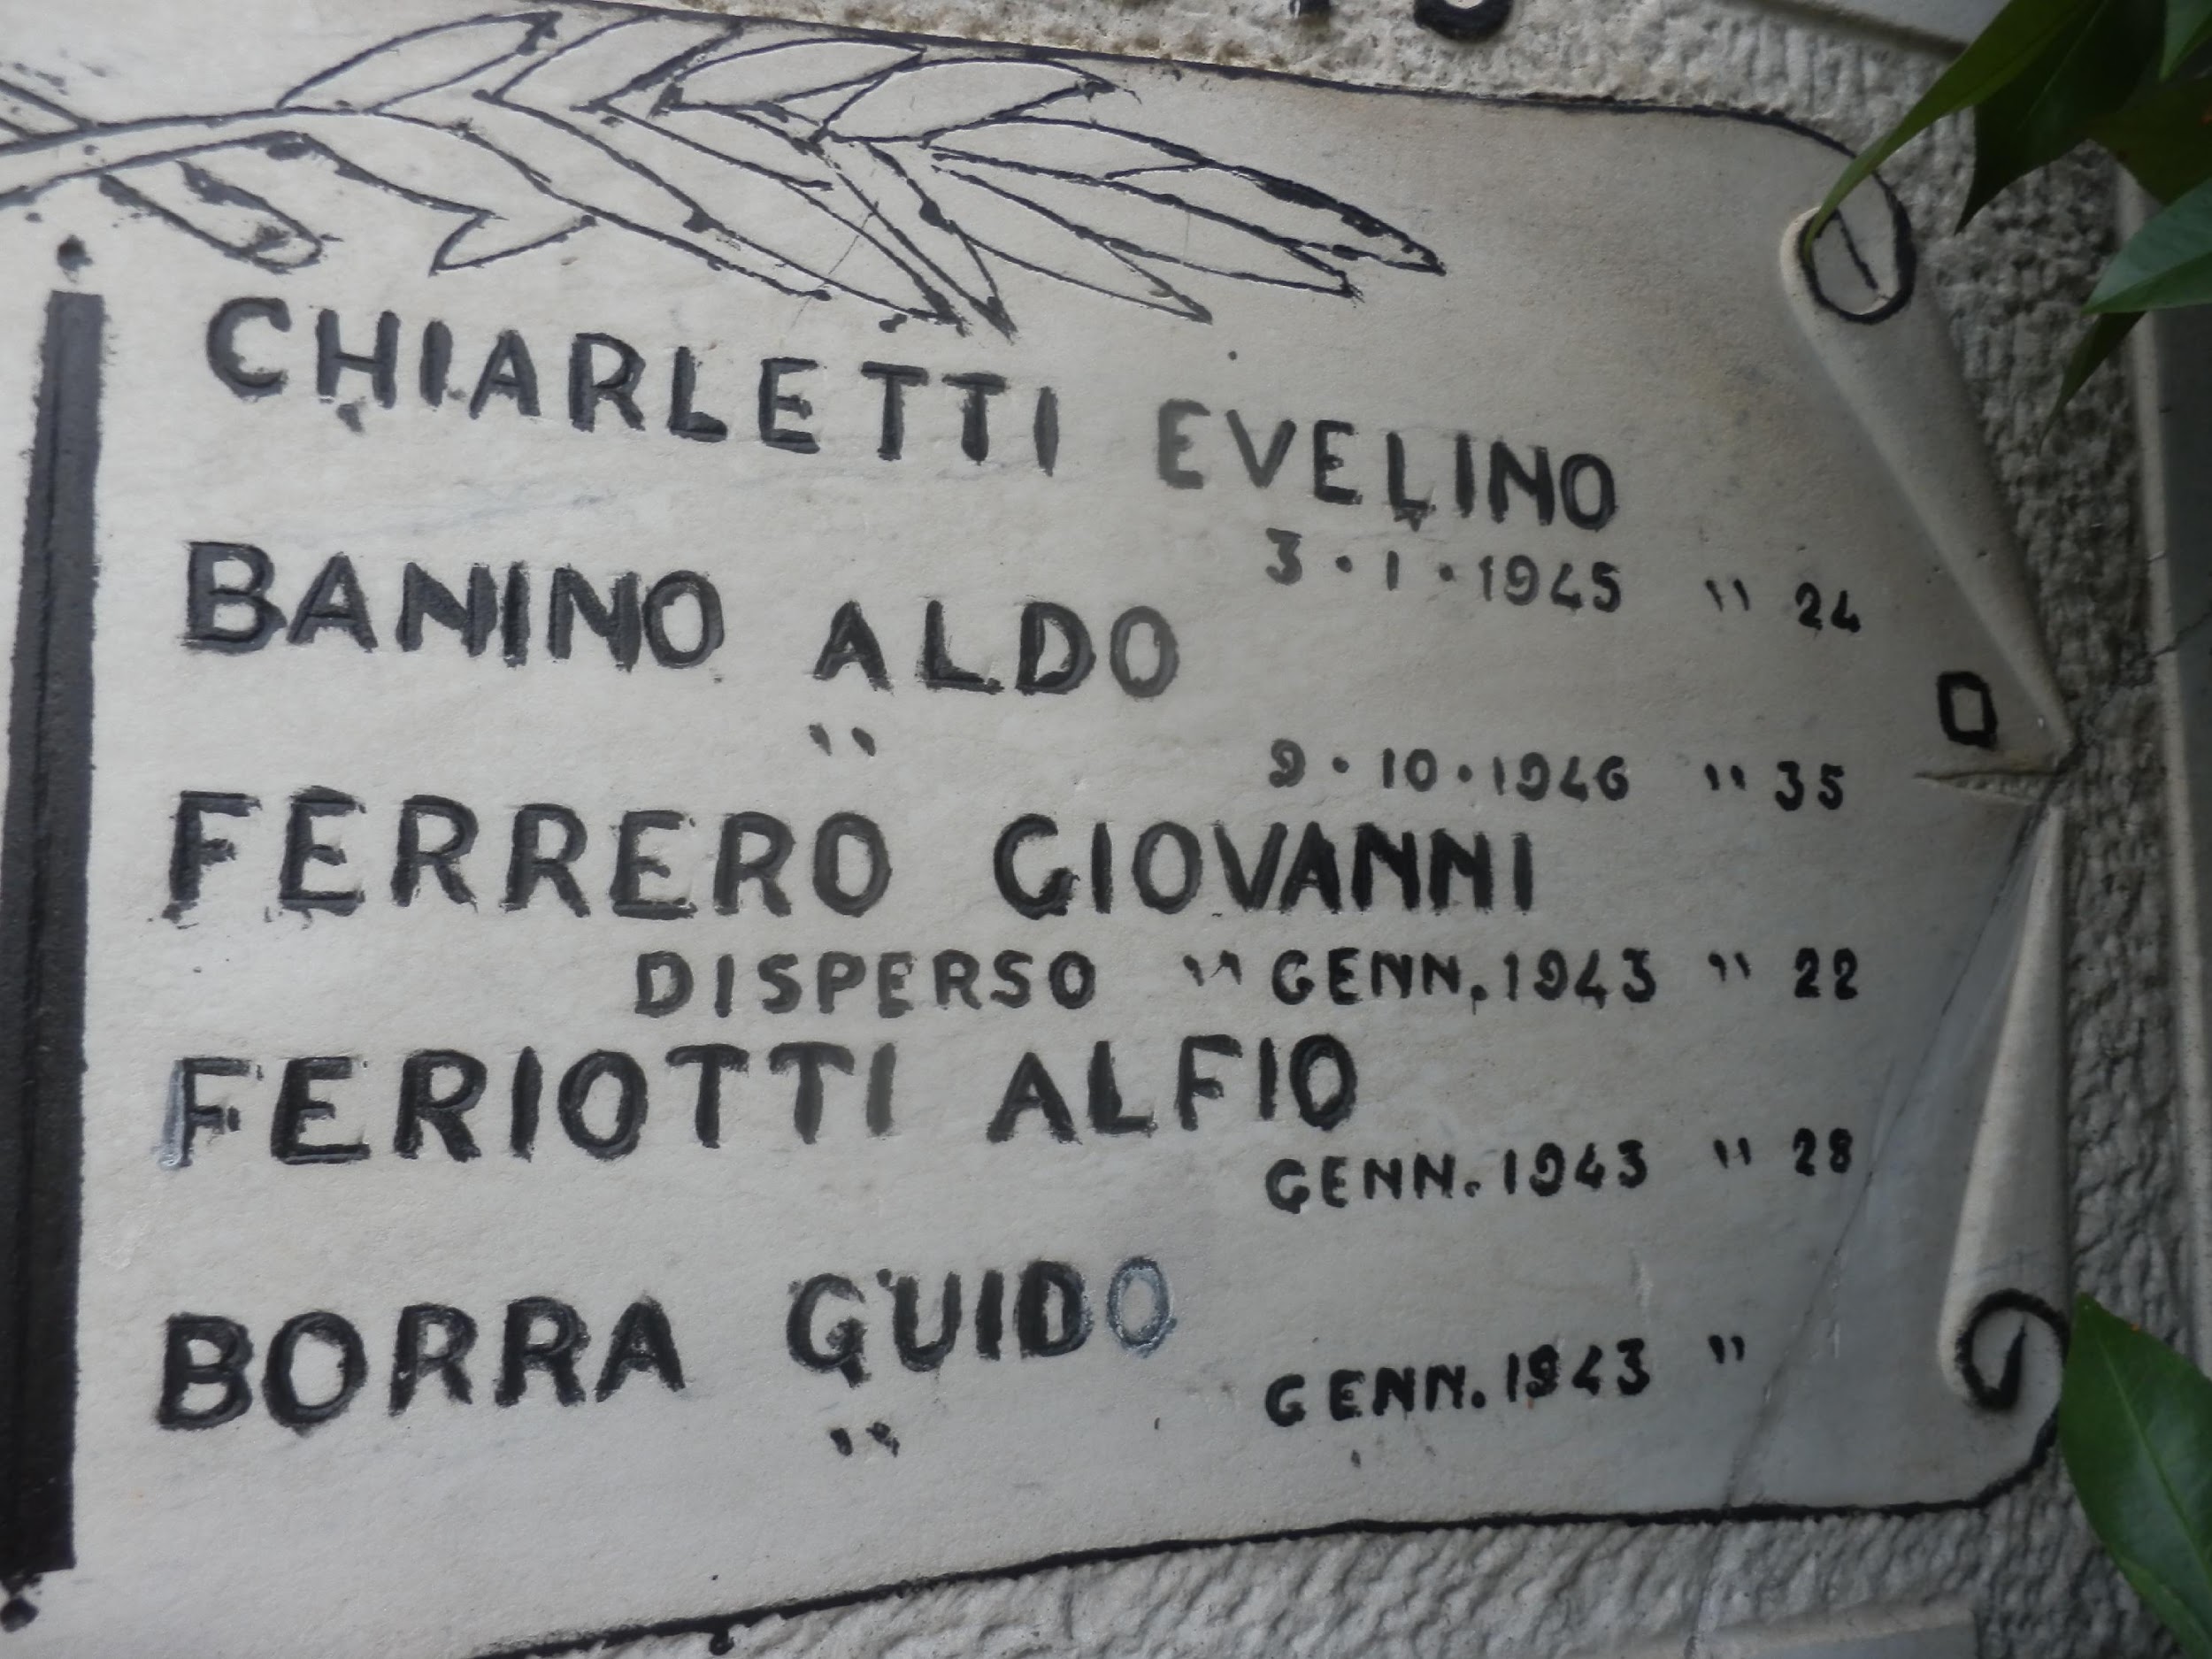 CHIARLETTI EVELINO
3·1·1945 " 24
BANINO ALDO
" 9·10·1946 " 35
FERRERO GIOVANNI
DISPERSO " GENN. 1943 " 22
FERIOTTI ALFIO
GENN. 1943 " 28
BORRA GUIDO
" GENN. 1943 "